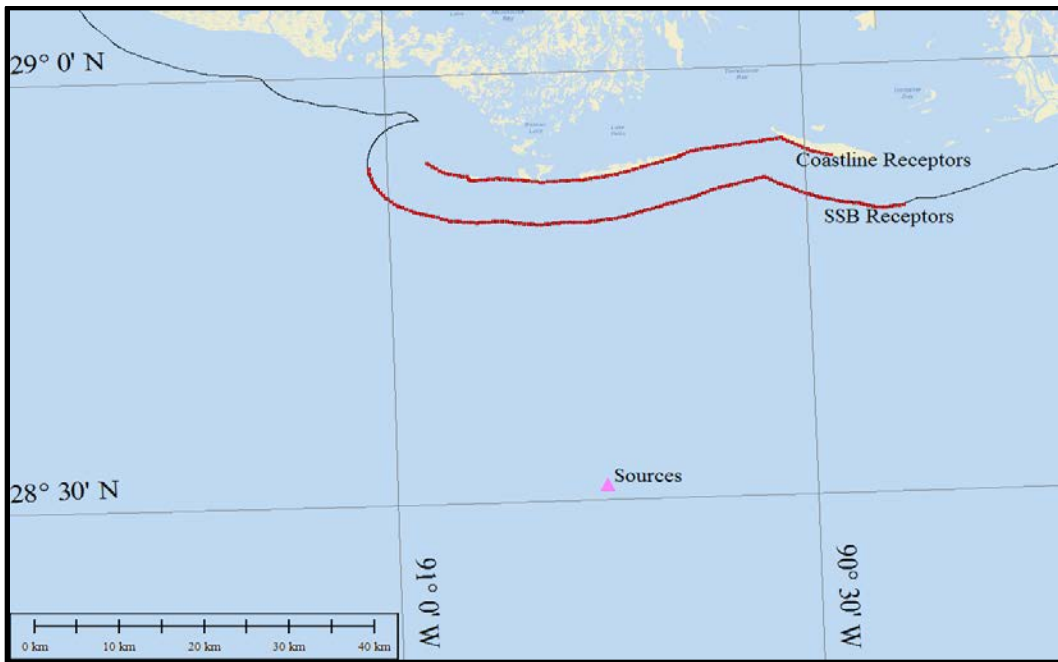 29° 0' N
Coastline Receptors
SSB Receptors
Sources
28° 30' N
91° 0' W
90° 30' W
0 km 10 km 20 km 30 km 40 km